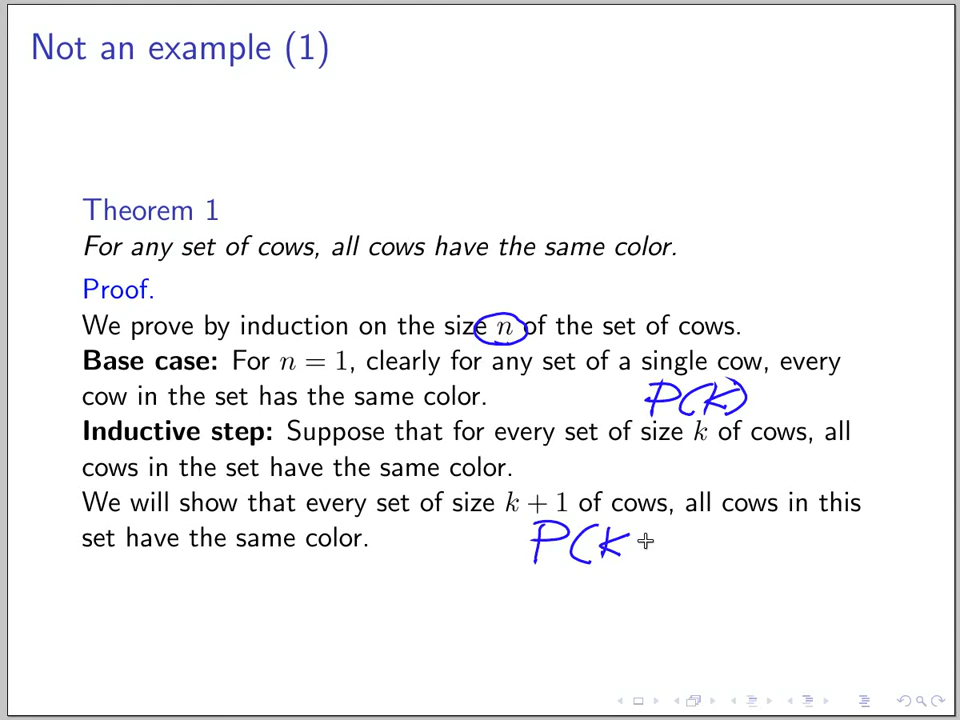 Not an example (1)
Theorem 1
For any set of cows, all cows have the same color.
Proof.
We prove by induction on the size n of the set of cows.
Base case: For n = 1, clearly for any set of a single cow, every
cow in the set has the same color.
P(K)
Inductive step: Suppose that for every set of size k of cows, all
cows in the set have the same color.
We will show that every set of size k + 1 of cows, all cows in this
set have the same color.
P(K